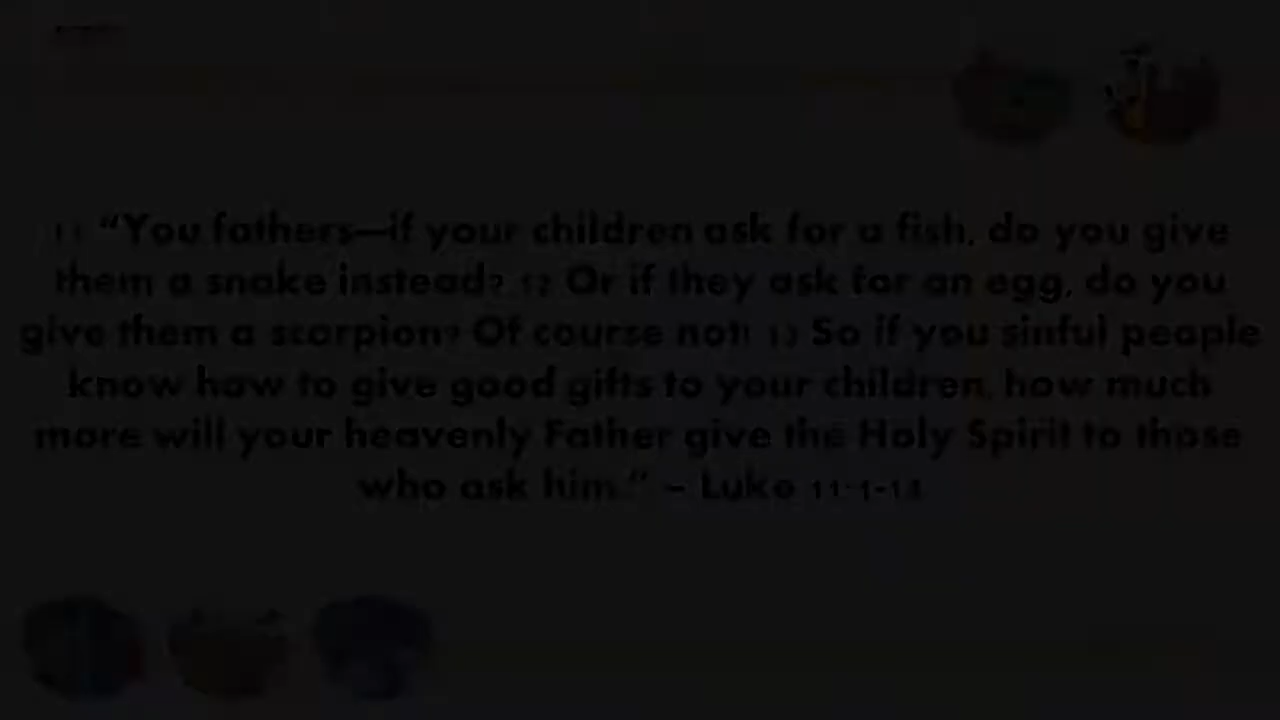 11 “You fathers—if your children ask for a fish, do you give
them a snake instead? 12 Or if they ask for an egg, do you
give them a scorpion? Of course not! 13 So if you sinful people
know how to give good gifts to your children, how much
more will your heavenly Father give the Holy Spirit to those
who ask him.” – Luke 11:1-13